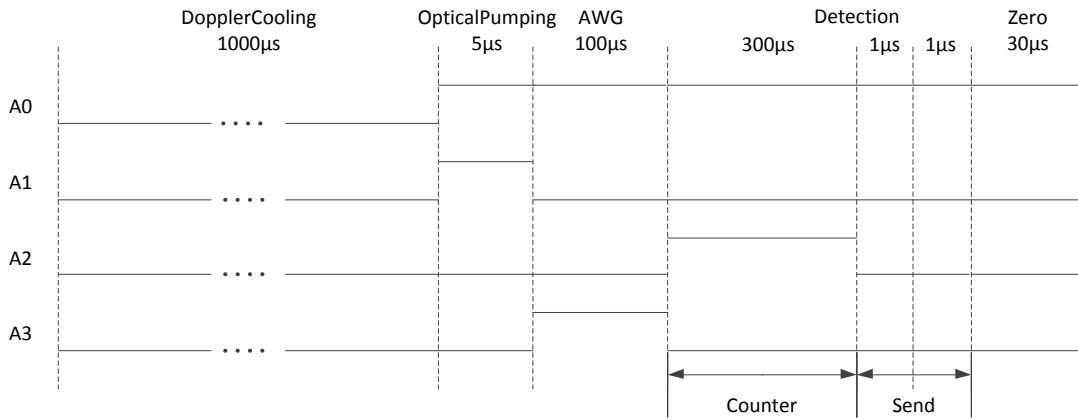 DopplerCooling OpticalPumping AWG Detection Zero
1000μs 5μs 100μs 300μs 1μs 1μs 30μs
A0
A1
A2
A3
Counter Send